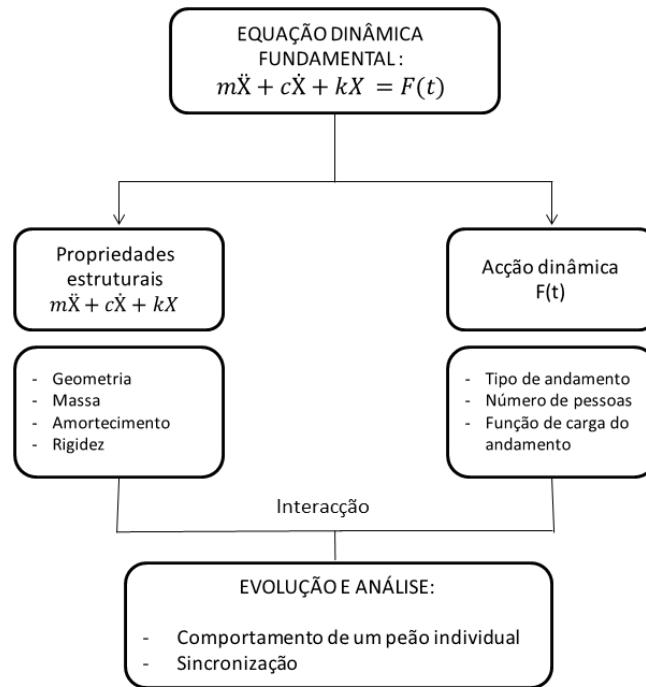 EQUAÇÃO DINÂMICA
FUNDAMENTAL :
mẌ + cẊ + kX = F(t)
Propriedades
estruturais
mẌ + cẊ + kX
Acção dinâmica
F(t)
- Geometria
- Massa
- Amortecimento
- Rigidez
- Tipo de andamento
- Número de pessoas
- Função de carga do
andamento
Interacção
EVOLUÇÃO E ANÁLISE:
- Comportamento de um peão individual
- Sincronização